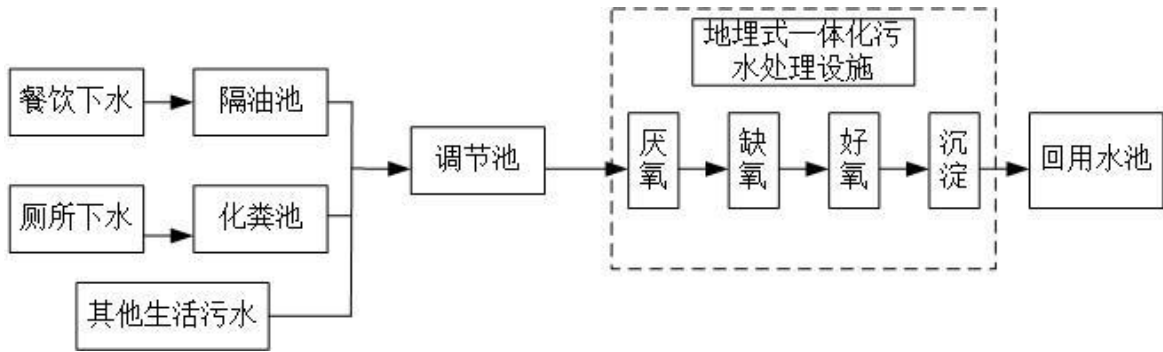 地埋式一体化污
水处理设施
餐饮下水
隔油池
调节池
厌
氧
缺
氧
好
氧
沉
淀
回用水池
厕所下水
化粪池
其他生活污水